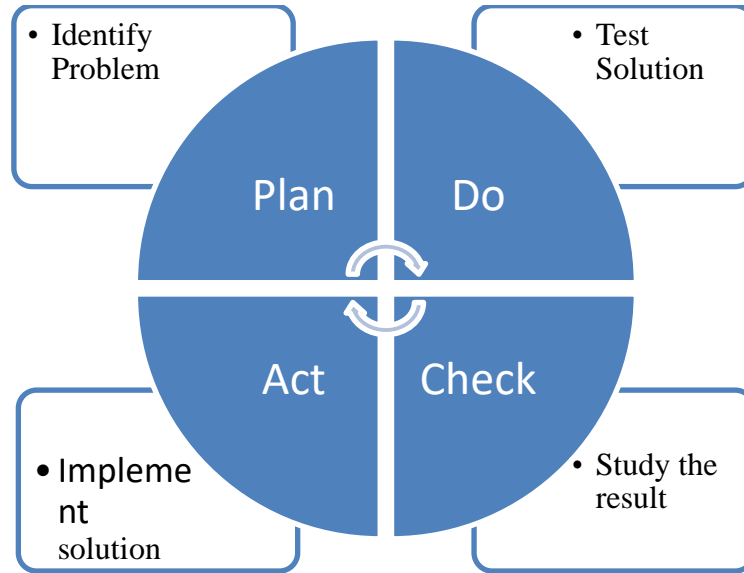 • Identify
Problem
• Test
Solution
Plan
Do
Act
Check
• Impleme
nt
solution
• Study the
result